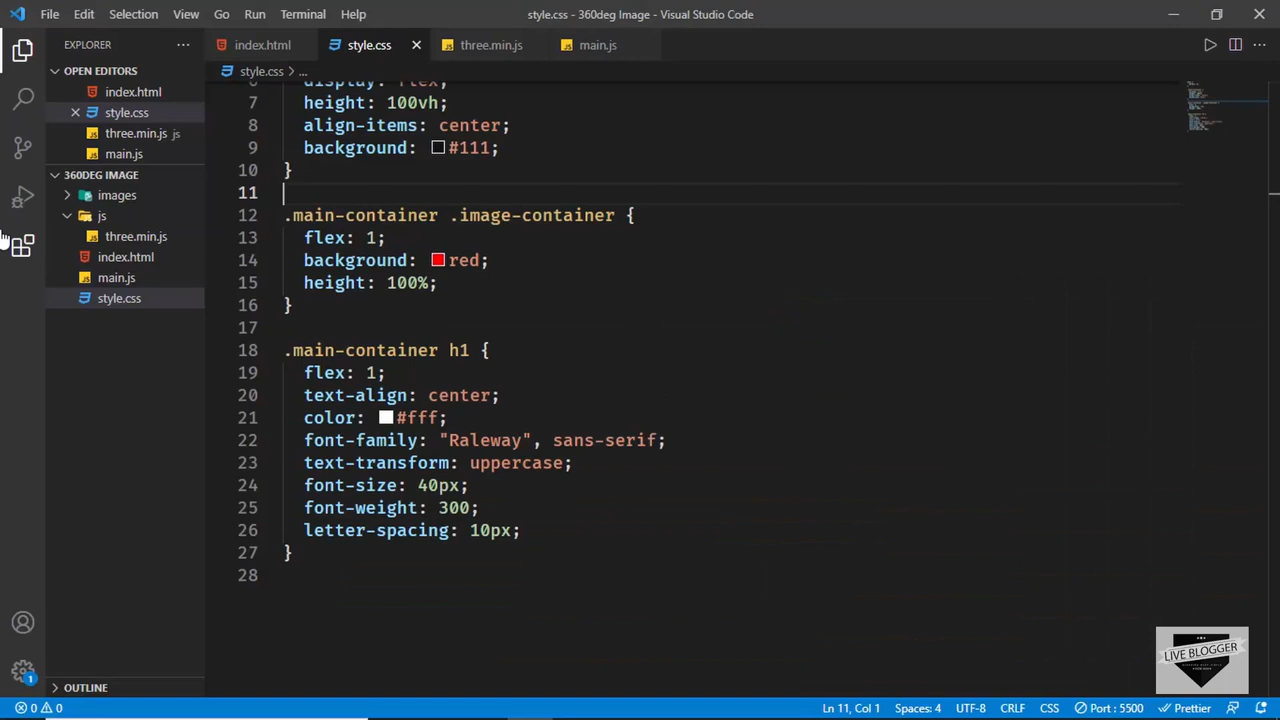 File Edit Selection View Go Run Terminal Help
style.css - 360deg Image - Visual Studio Code
EXPLORER
index.html
style.css
three.min.js
main.js
OPEN EDITORS
index.html
style.css
three.min.js js
main.js
360DEG IMAGE
images
js
three.min.js
index.html
main.js
style.css
OUTLINE
style.css > ...
display: flex;
7 height: 100vh;
8 align-items: center;
9 background: #111;
10 }
11
12 .main-container .image-container {
13 flex: 1;
14 background: red;
15 height: 100%;
16 }
17
18 .main-container h1 {
19 flex: 1;
20 text-align: center;
21 color: #fff;
22 font-family: "Raleway", sans-serif;
23 text-transform: uppercase;
24 font-size: 40px;
25 font-weight: 300;
26 letter-spacing: 10px;
27 }
28
LIVE BLOGGER
1
0 0
Ln 11, Col 1 Spaces: 4 UTF-8 CRLF CSS Port : 5500 Prettier